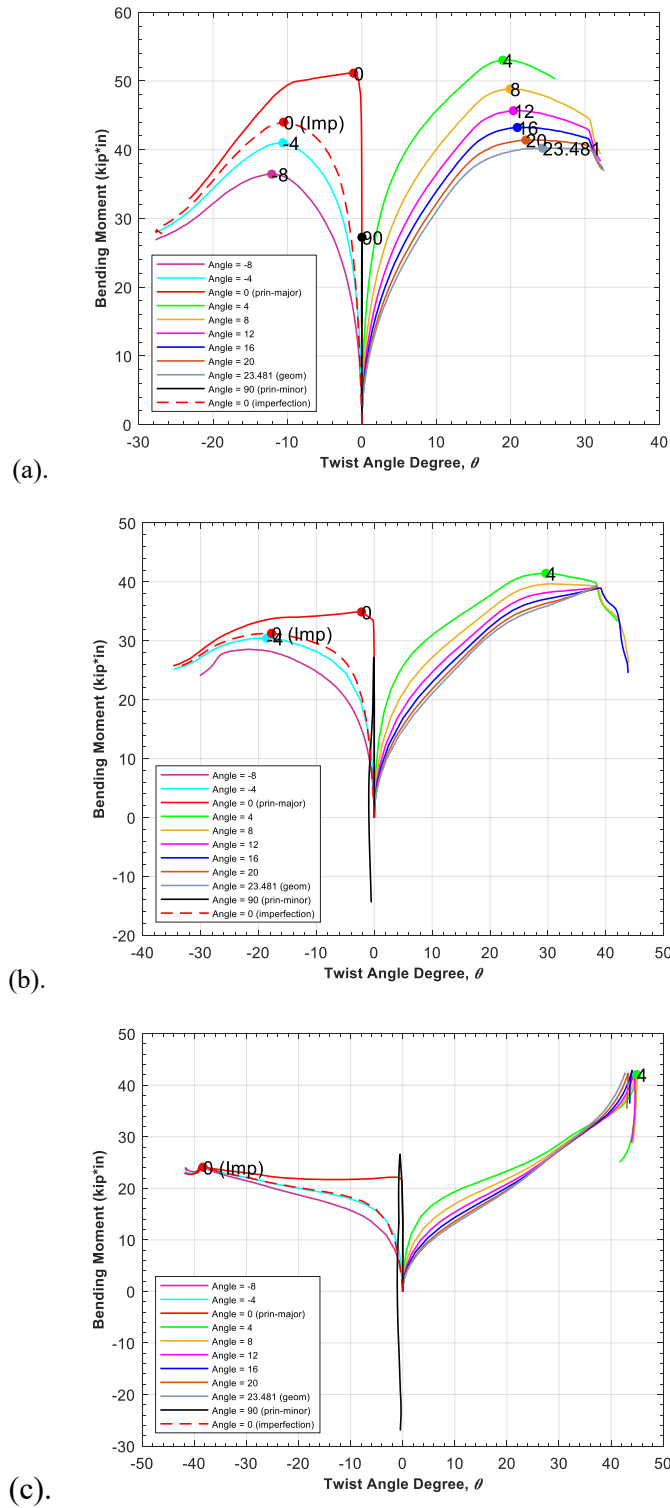 60
50
40
30
20
10
0
Bending Moment (kip*in)
0
0 (Imp)
-4
-8
90
4
8
12
16
20
23.481
Angle = -8
Angle = -4
Angle = 0 (prin-major)
Angle = 4
Angle = 8
Angle = 12
Angle = 16
Angle = 20
Angle = 23.481 (geom)
Angle = 90 (prin-minor)
Angle = 0 (imperfection)
-30 -20 -10 0 10 20 30 40
Twist Angle Degree, θ
(a).
50
40
30
20
10
0
-10
-20
Bending Moment (kip*in)
0
0 (Imp)
-4
4
Angle = -8
Angle = -4
Angle = 0 (prin-major)
Angle = 4
Angle = 8
Angle = 12
Angle = 16
Angle = 20
Angle = 23.481 (geom)
Angle = 90 (prin-minor)
Angle = 0 (imperfection)
-40 -30 -20 -10 0 10 20 30 40 50
Twist Angle Degree, θ
(b).
50
40
30
20
10
0
-10
-20
-30
Bending Moment (kip*in)
0 (Imp)
4
Angle = -8
Angle = -4
Angle = 0 (prin-major)
Angle = 4
Angle = 8
Angle = 12
Angle = 16
Angle = 20
Angle = 23.481 (geom)
Angle = 90 (prin-minor)
Angle = 0 (imperfection)
-50 -40 -30 -20 -10 0 10 20 30 40 50
Twist Angle Degree, θ
(c).